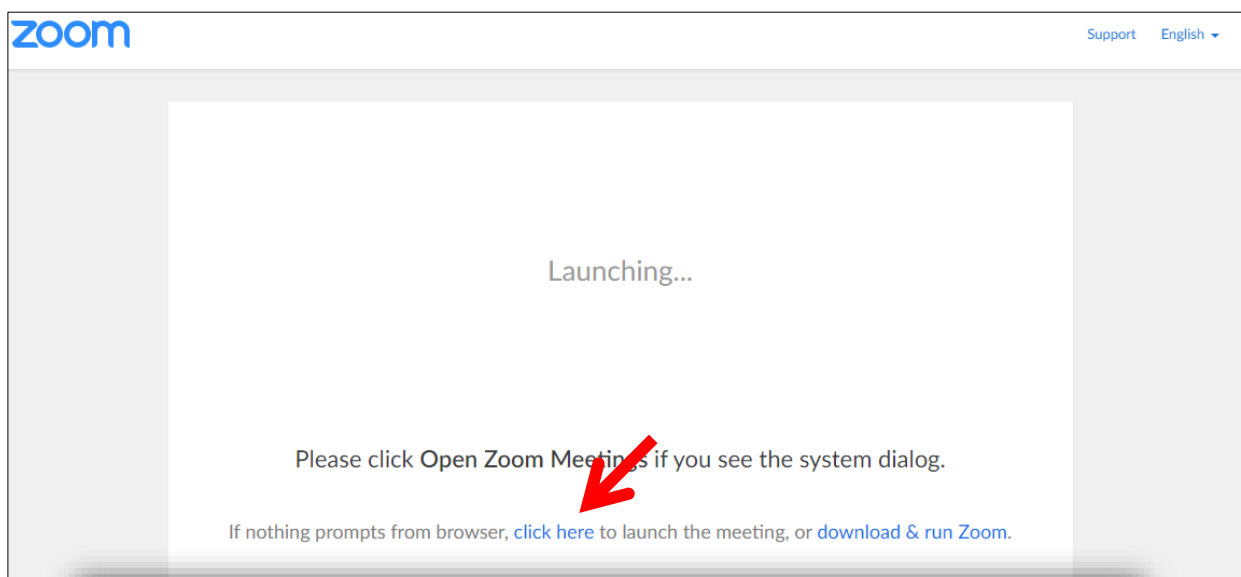 zoom
Support English
Launching...
Please click Open Zoom Meetings if you see the system dialog.
If nothing prompts from browser, click here to launch the meeting, or download & run Zoom.